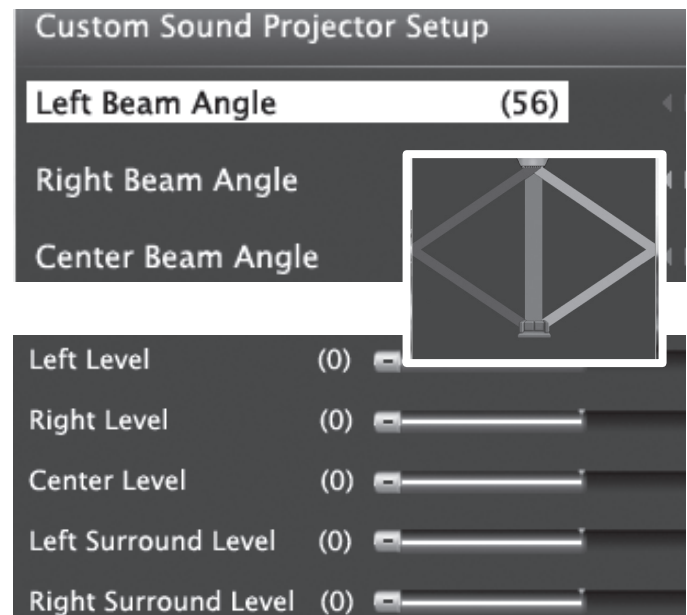 Custom Sound Projector Setup
Left Beam Angle (56)
Right Beam Angle
Center Beam Angle
Left Level (0)
Right Level (0)
Center Level (0)
Left Surround Level (0)
Right Surround Level (0)